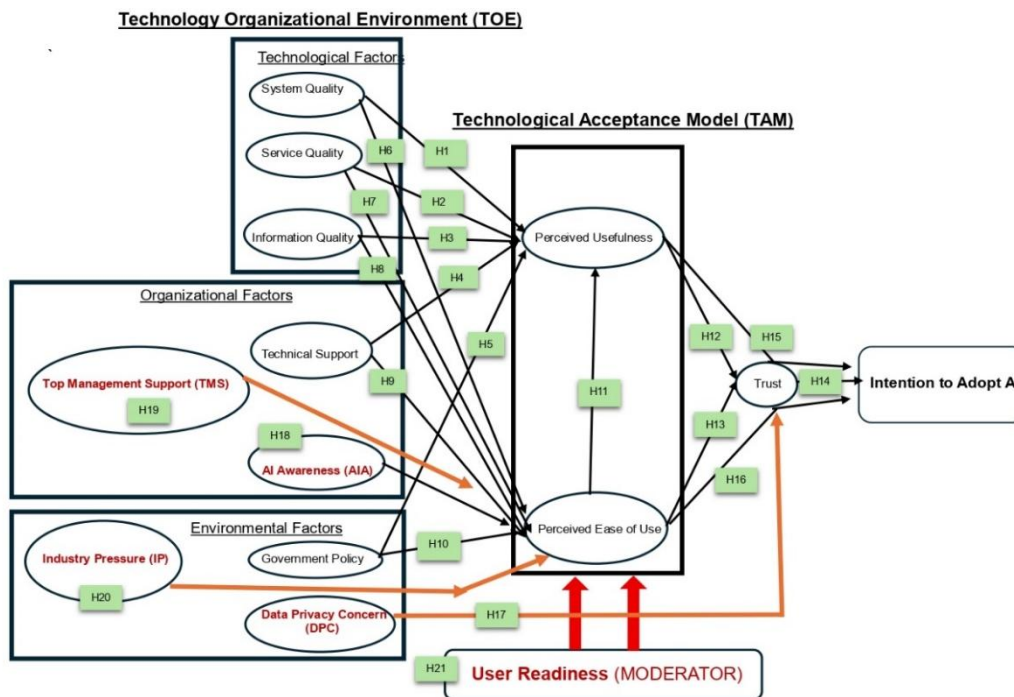 Technology Organizational Environment (TOE)
Technological Factors
System Quality
Technological Acceptance Model (TAM)
H6
H1
Service Quality
H7
H2
Information Quality
H3
Perceived Usefulness
H8
H4
Organizational Factors
Technical Support
H5
H12
H15
H9
Top Management Support (TMS)
H19
H11
Trust
H14
Intention to Adopt A
H18
AI Awareness (AIA)
H13
H16
Environmental Factors
Perceived Ease of Use
Industry Pressure (IP)
Government Policy
H10
H20
Data Privacy Concern
(DPC)
H17
H21
User Readiness (MODERATOR)